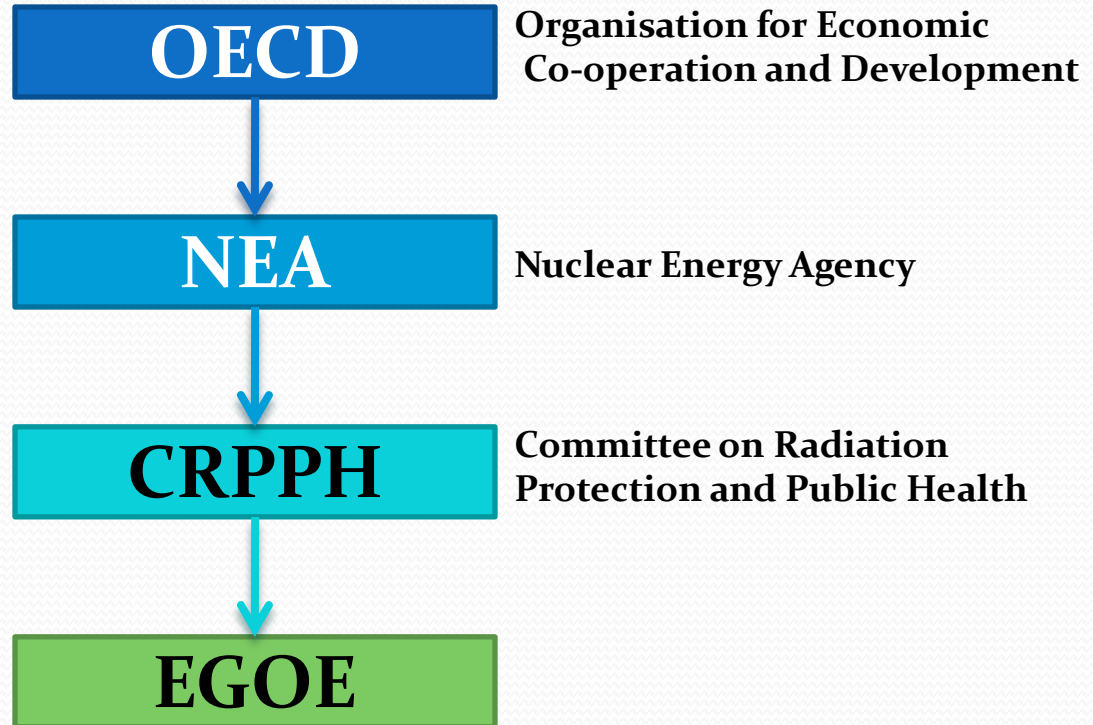 OECD
Organisation for Economic
Co-operation and Development
NEA
Nuclear Energy Agency
CRPPH
Committee on Radiation
Protection and Public Health
EGOE